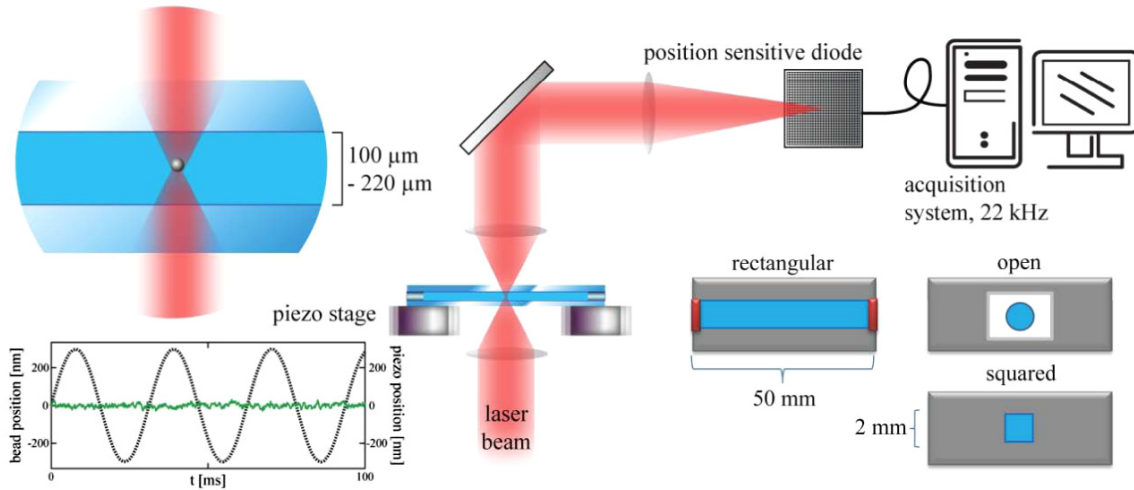 position sensitive diode
100 µm
- 220 µm
acquisition
system, 22 kHz
rectangular
open
piezo stage
squared
50 mm
2 mm
laser
beam
bead position [nm]
200
0
-200
piezo position [nm]
200
0
-200
0
100
t [ms]